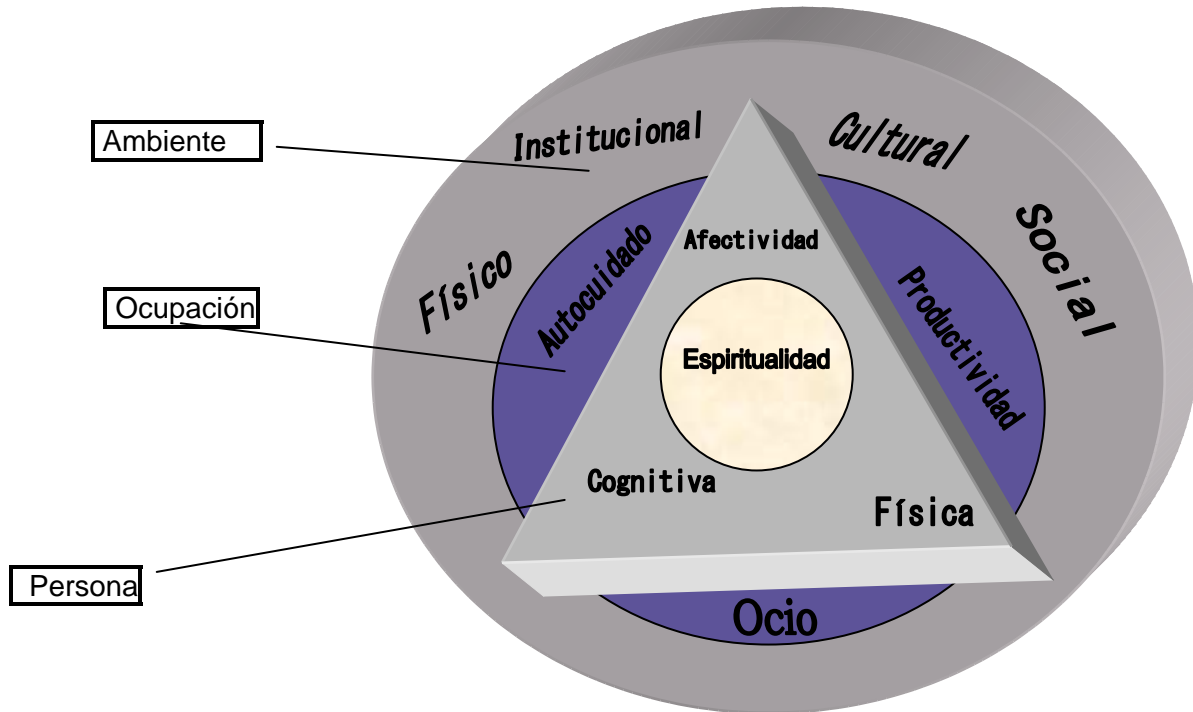 Ambiente
Ocupación
Persona
Institucional
Cultural
Físico
Social
Autocuidado
Productividad
Afectividad
Espiritualidad
Cognitiva
Física
Ocio